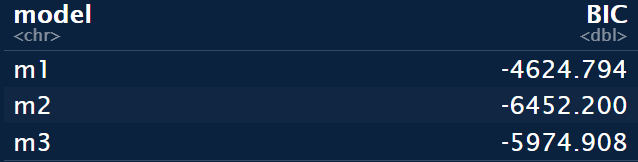 model BIC
<chr> <dbl>
m1 -4624.794
m2 -6452.200
m3 -5974.908